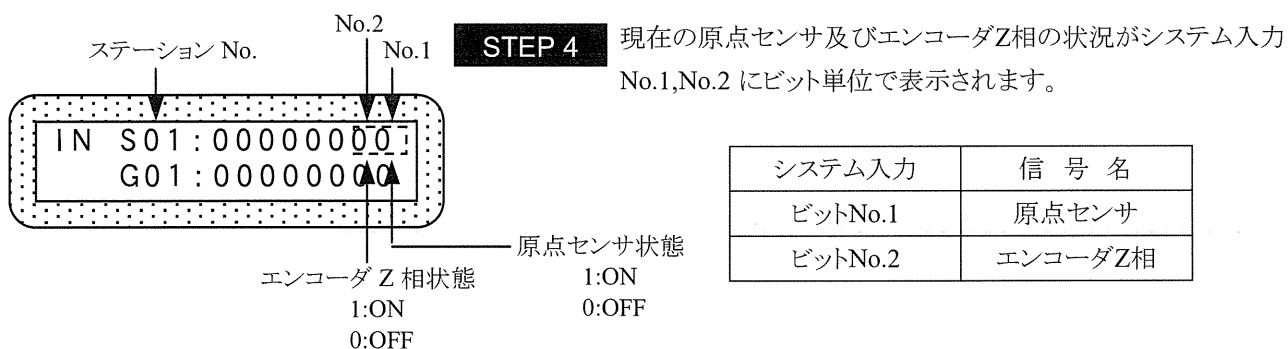 No.2
ステーション No.
No.1
STEP 4
現在の原点センサ及びエンコーダZ相の状況がシステム入力
No.1,No.2 にビット単位で表示されます。
IN S01:00000000
G01:00000000
原点センサ状態
1:ON
0:OFF
エンコーダ Z 相状態
1:ON
0:OFF
システム入力 信 号 名
ビットNo.1 原点センサ
ビットNo.2 エンコーダZ相